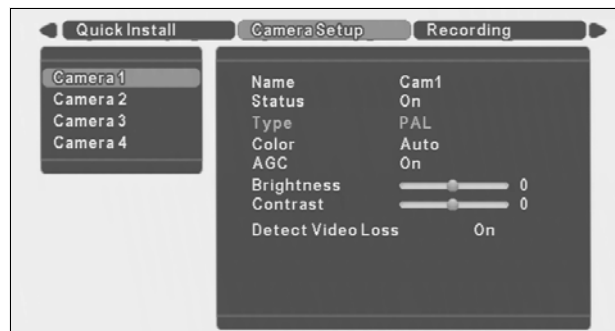 Quick Install Camera Setup Recording
Camera 1
Camera 2
Camera 3
Camera 4
Name Cam1
Status On
Type PAL
Color Auto
AGC On
Brightness 0
Contrast 0
Detect Video Loss On